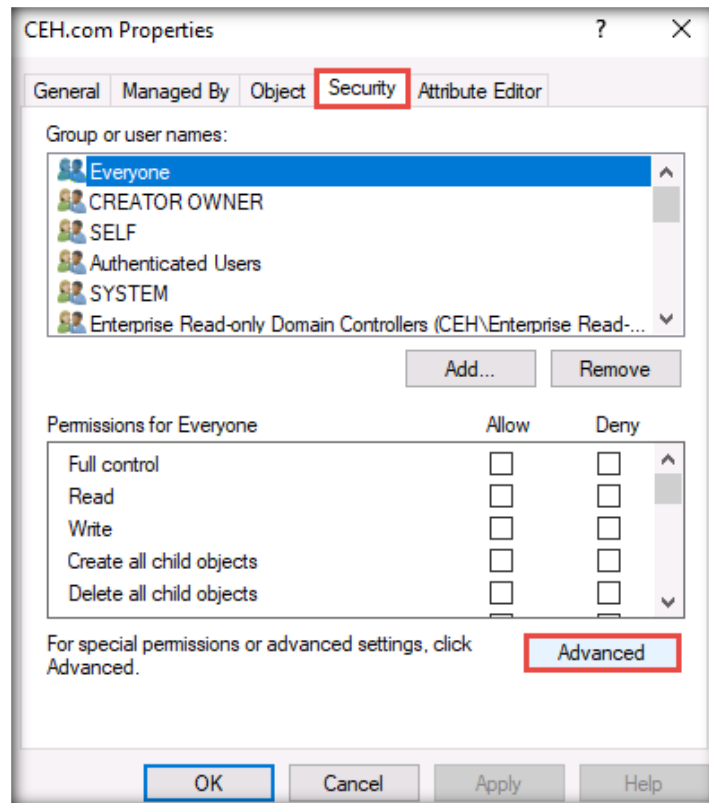 CEH.com Properties ?
General Managed By Object Security Attribute Editor
Group or user names:
Everyone
CREATOR OWNER
SELF
Authenticated Users
SYSTEM
Enterprise Read-only Domain Controllers (CEH\Enterprise Read-...
Add... Remove
Permissions for Everyone Allow Deny
Full control
Read
Write
Create all child objects
Delete all child objects
For special permissions or advanced settings, click
Advanced.
Advanced
OK Cancel Apply Help